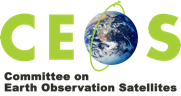 CEOS
Committee on
Earth Observation Satellites